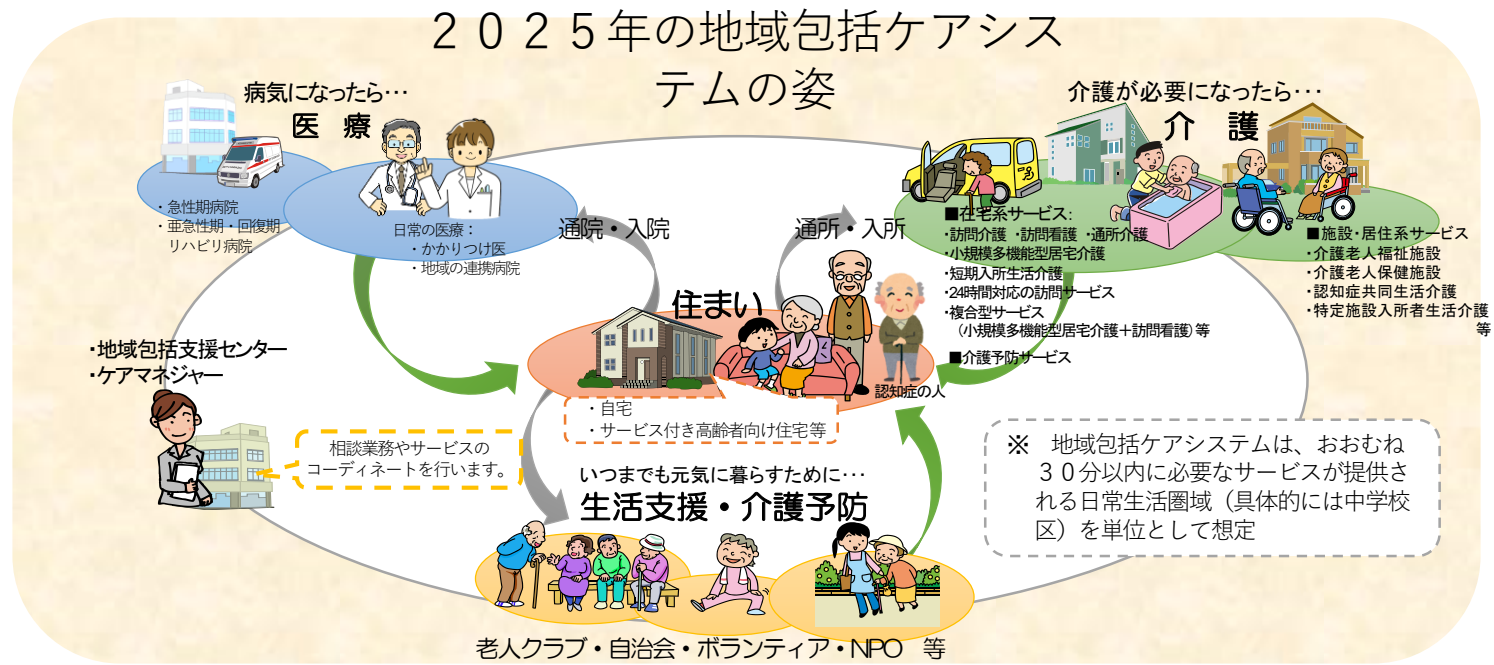 ２０２５年の地域包括ケアシス
テムの姿
病気になったら･･･
医　療
介護が必要になったら･･･
介　護
・急性期病院
・亜急性期・回復期
リハビリ病院
日常の医療：
・かかりつけ医
・地域の連携病院
通院・入院
通所・入所
■在宅系サービス：
・訪問介護　・訪問看護　・通所介護
・小規模多機能型居宅介護
・短期入所生活介護
・24時間対応の訪問サービス
・複合型サービス
（小規模多機能型居宅介護＋訪問看護）等
■介護予防サービス
■施設・居住系サービス
・介護老人福祉施設
・介護老人保健施設
・認知症共同生活介護
・特定施設入所者生活介護
等
住まい
認知症の人
・自宅
・サービス付き高齢者向け住宅等
・地域包括支援センター
・ケアマネジャー
相談業務やサービスの
コーディネートを行います。
いつまでも元気に暮らすために･･･
生活支援・介護予防
※　地域包括ケアシステムは、おおむね
３０分以内に必要なサービスが提供さ
れる日常生活圏域（具体的には中学校
区）を単位として想定
老人クラブ・自治会・ボランティア・NPO　等